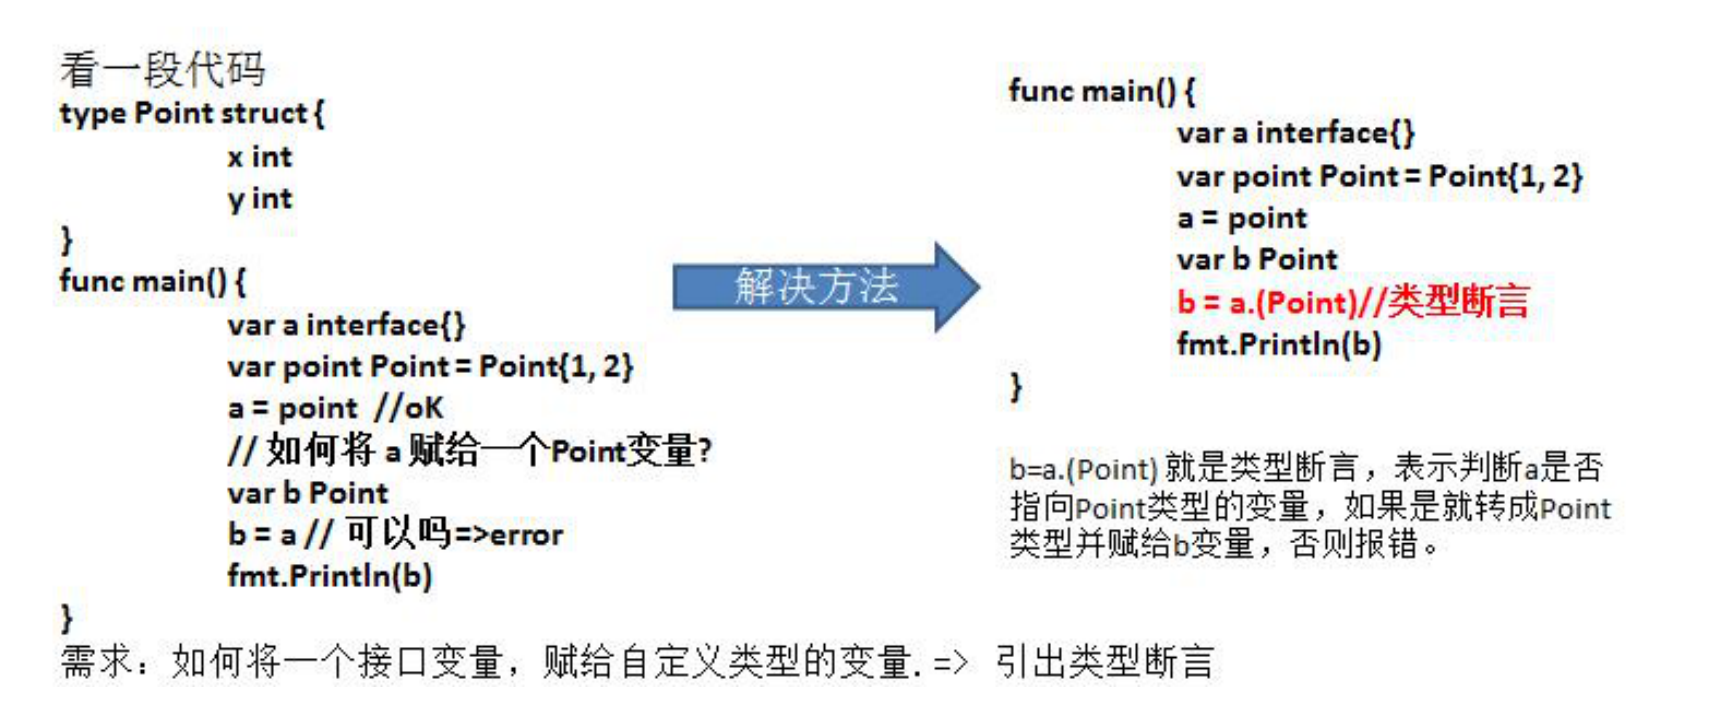 看一段代码
type Point struct {
x int
y int
}
func main() {
var a interface{}
var point Point = Point{1, 2}
a = point //oK
// 如何将 a 赋给一个Point变量?
var b Point
b = a // 可以吗=>error
fmt.Println(b)
}
需求：如何将一个接口变量，赋给自定义类型的变量. => 引出类型断言
解决方法
func main() {
var a interface{}
var point Point = Point{1, 2}
a = point
var b Point
b = a.(Point)//类型断言
fmt.Println(b)
}
b=a.(Point) 就是类型断言，表示判断a是否
指向Point类型的变量，如果是就转成Point
类型并赋给b变量，否则报错。